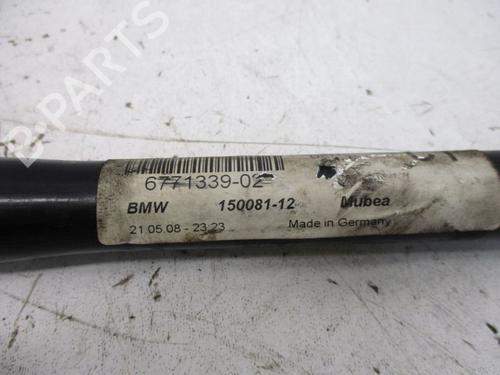 B-PARTS
6771339-02
BMW 150081-12 Mubea
21.05.08 - 23:23 Made in Germany